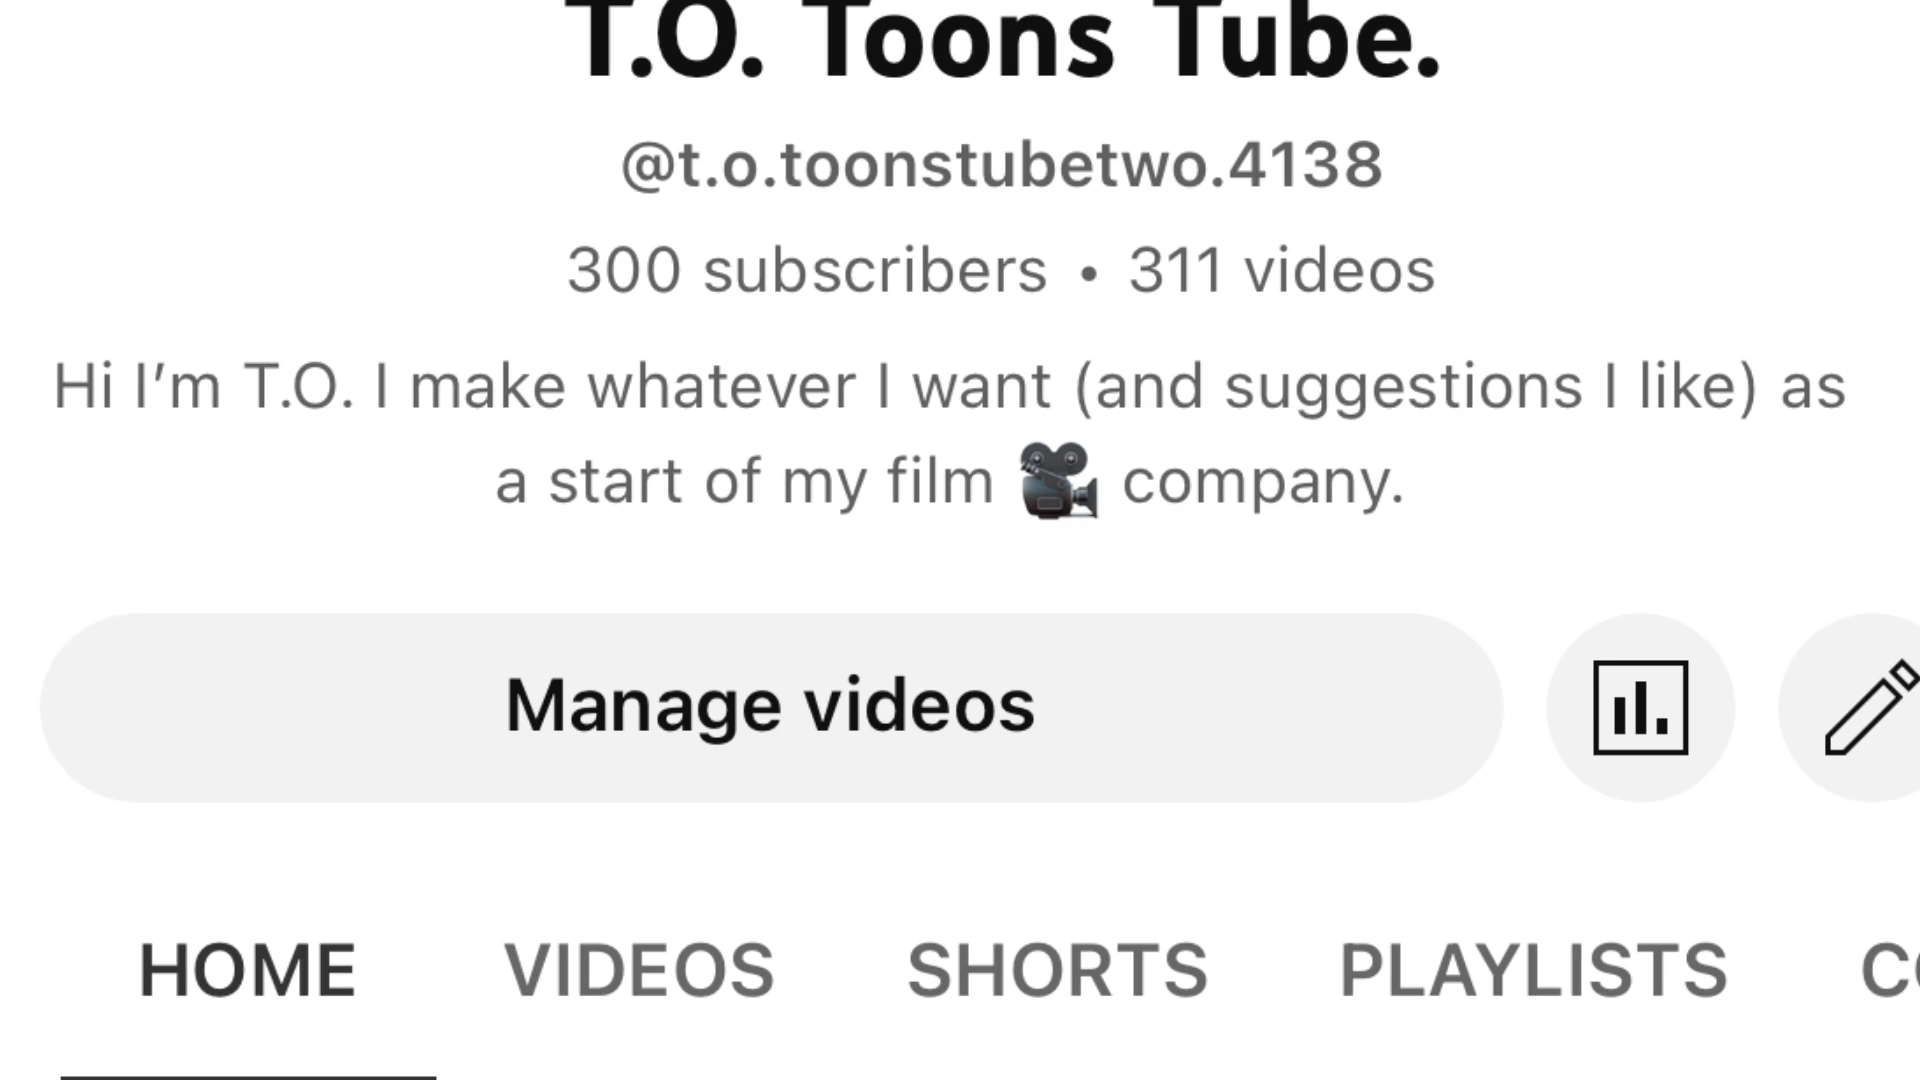 T.O. Toons Tube.
@t.o.toonstubetwo.4138
300 subscribers • 311 videos
Hi I’m T.O. I make whatever I want (and suggestions I like) as
a start of my film 🎥 company.
Manage videos
HOME VIDEOS SHORTS PLAYLISTS